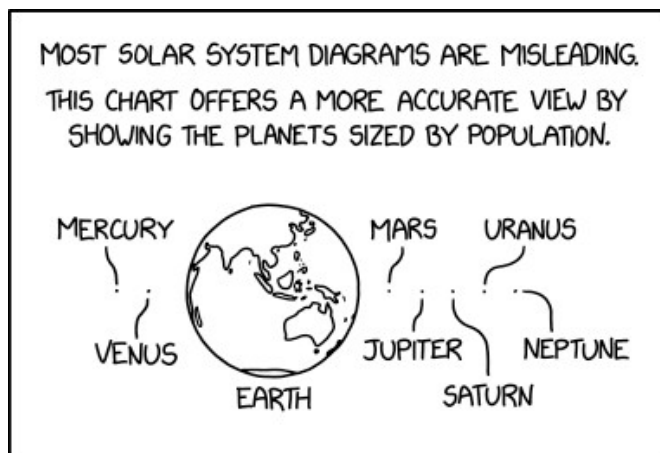 MOST SOLAR SYSTEM DIAGRAMS ARE MISLEADING.
THIS CHART OFFERS A MORE ACCURATE VIEW BY
SHOWING THE PLANETS SIZED BY POPULATION.
MERCURY
MARS
URANUS
VENUS
JUPITER
NEPTUNE
EARTH
SATURN